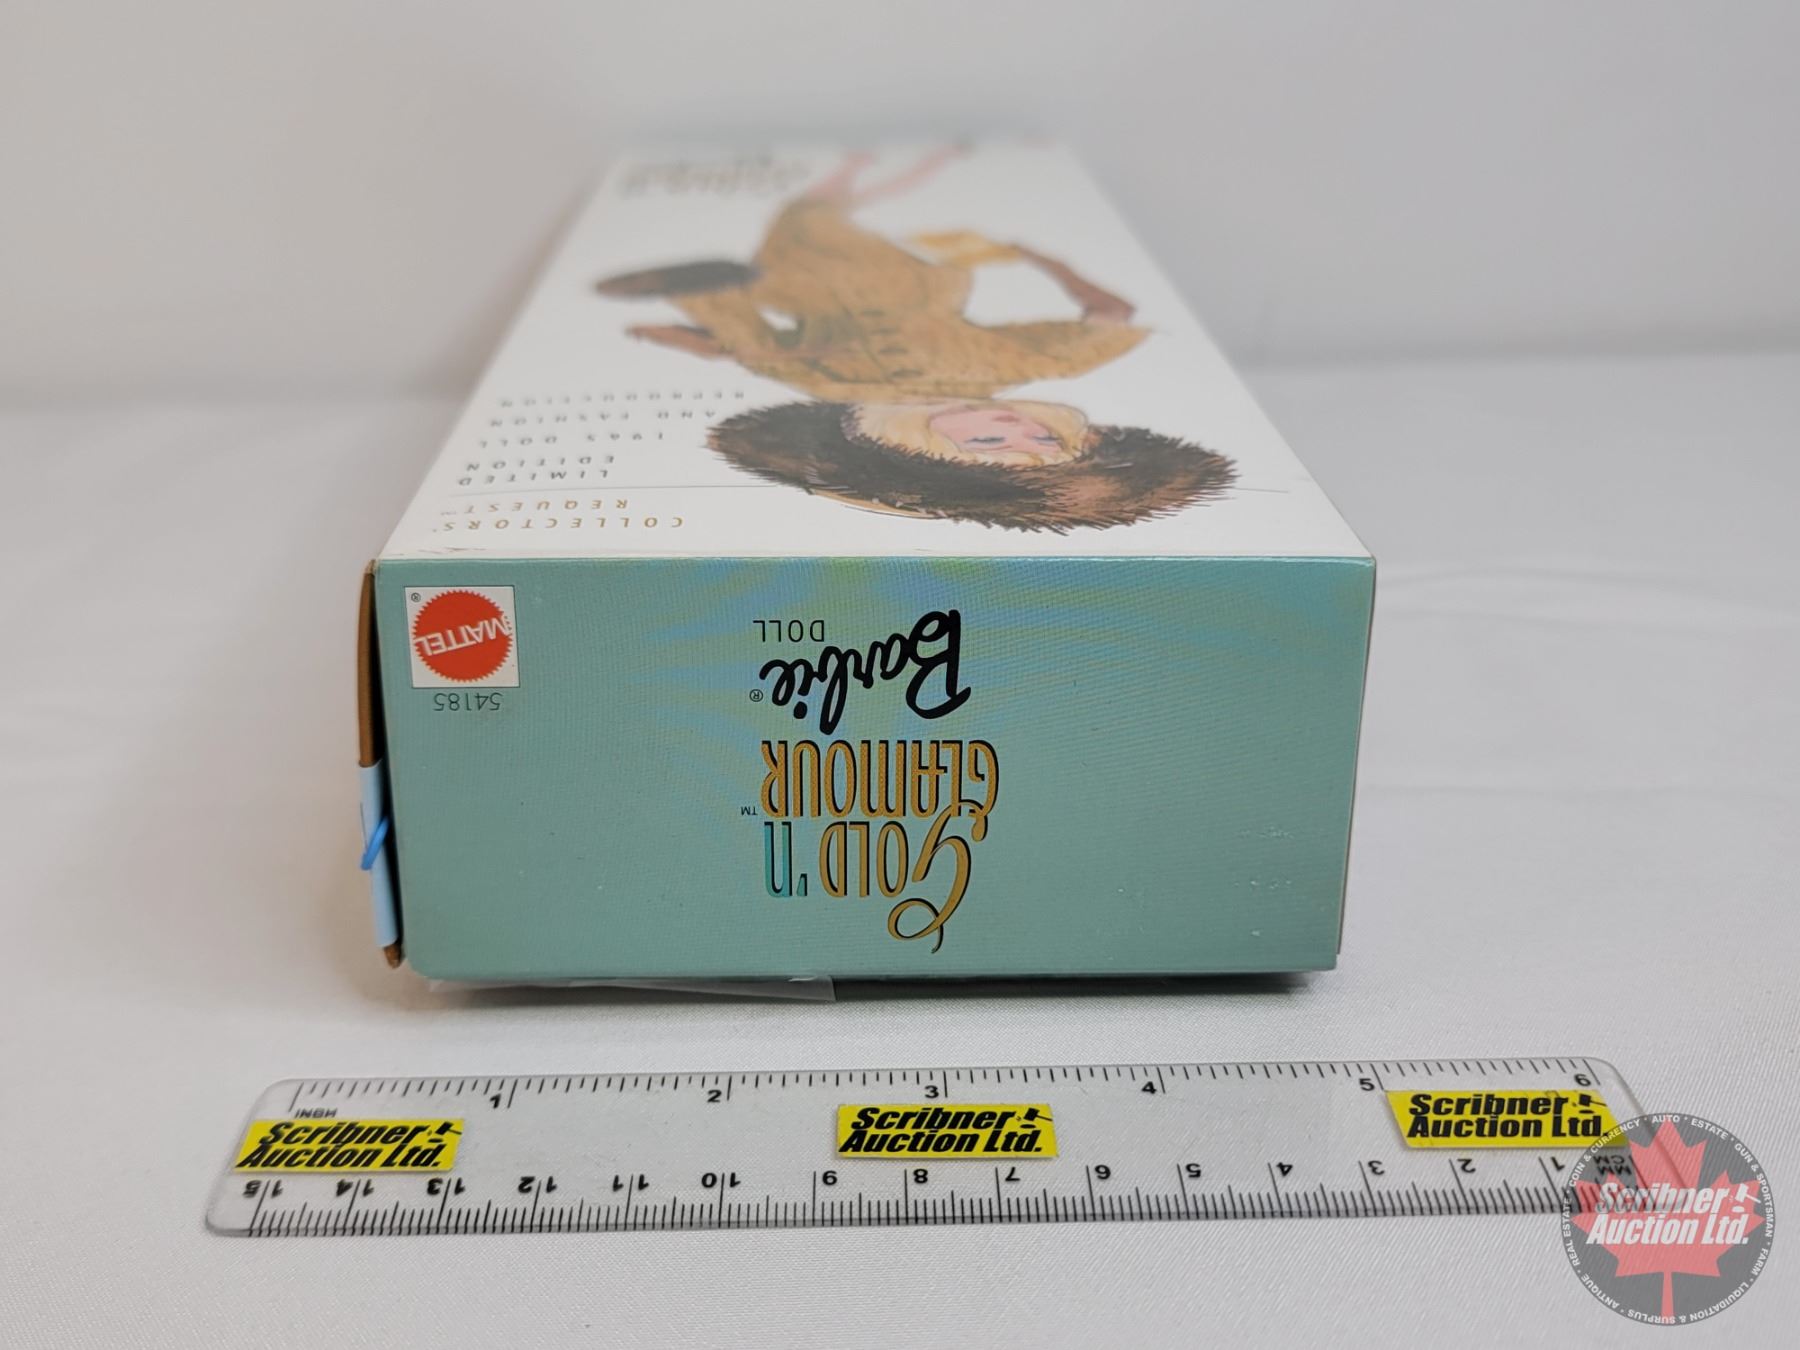 COLLECTORS'
REQUEST™
LIMITED
EDITION
1965 DOLL
AND FASHION
REPRODUCTION
MATTEL
®
54185
Gold 'n
GLAMOUR™
Barbie®
DOLL
INCH
1 2 3 4 5 6
Scribner
Auction Ltd.
Scribner
Auction Ltd.
Scribner
Auction Ltd.
15 14 13 12 11 10 9 8 7 6 5 4 3 2 1
MM
CM
REAL ESTATE · COIN & CURRENCY · AUTO · ESTATE · GUN & SPORTSMAN · FARM · LIQUIDATION & SURPLUS · ANTIQUE ·
Scribner
Auction Ltd.